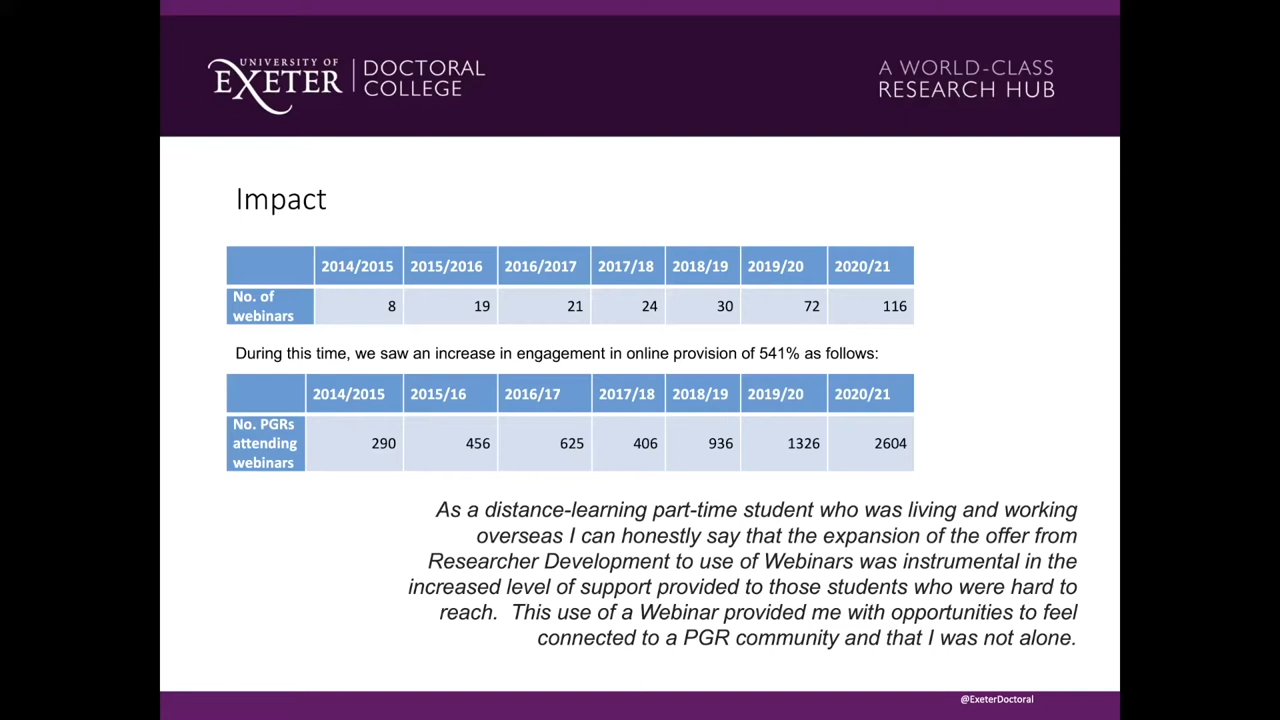 UNIVERSITY OF
EXETER
DOCTORAL
COLLEGE
A WORLD-CLASS
RESEARCH HUB
Impact
2014/2015 2015/2016 2016/2017 2017/18 2018/19 2019/20 2020/21
No. of
webinars
8 19 21 24 30 72 116
During this time, we saw an increase in engagement in online provision of 541% as follows:
2014/2015 2015/16 2016/17 2017/18 2018/19 2019/20 2020/21
No. PGRs
attending
webinars
290 456 625 406 936 1326 2604
As a distance-learning part-time student who was living and working
overseas I can honestly say that the expansion of the offer from
Researcher Development to use of Webinars was instrumental in the
increased level of support provided to those students who were hard to
reach. This use of a Webinar provided me with opportunities to feel
connected to a PGR community and that I was not alone.
@ExeterDoctoral